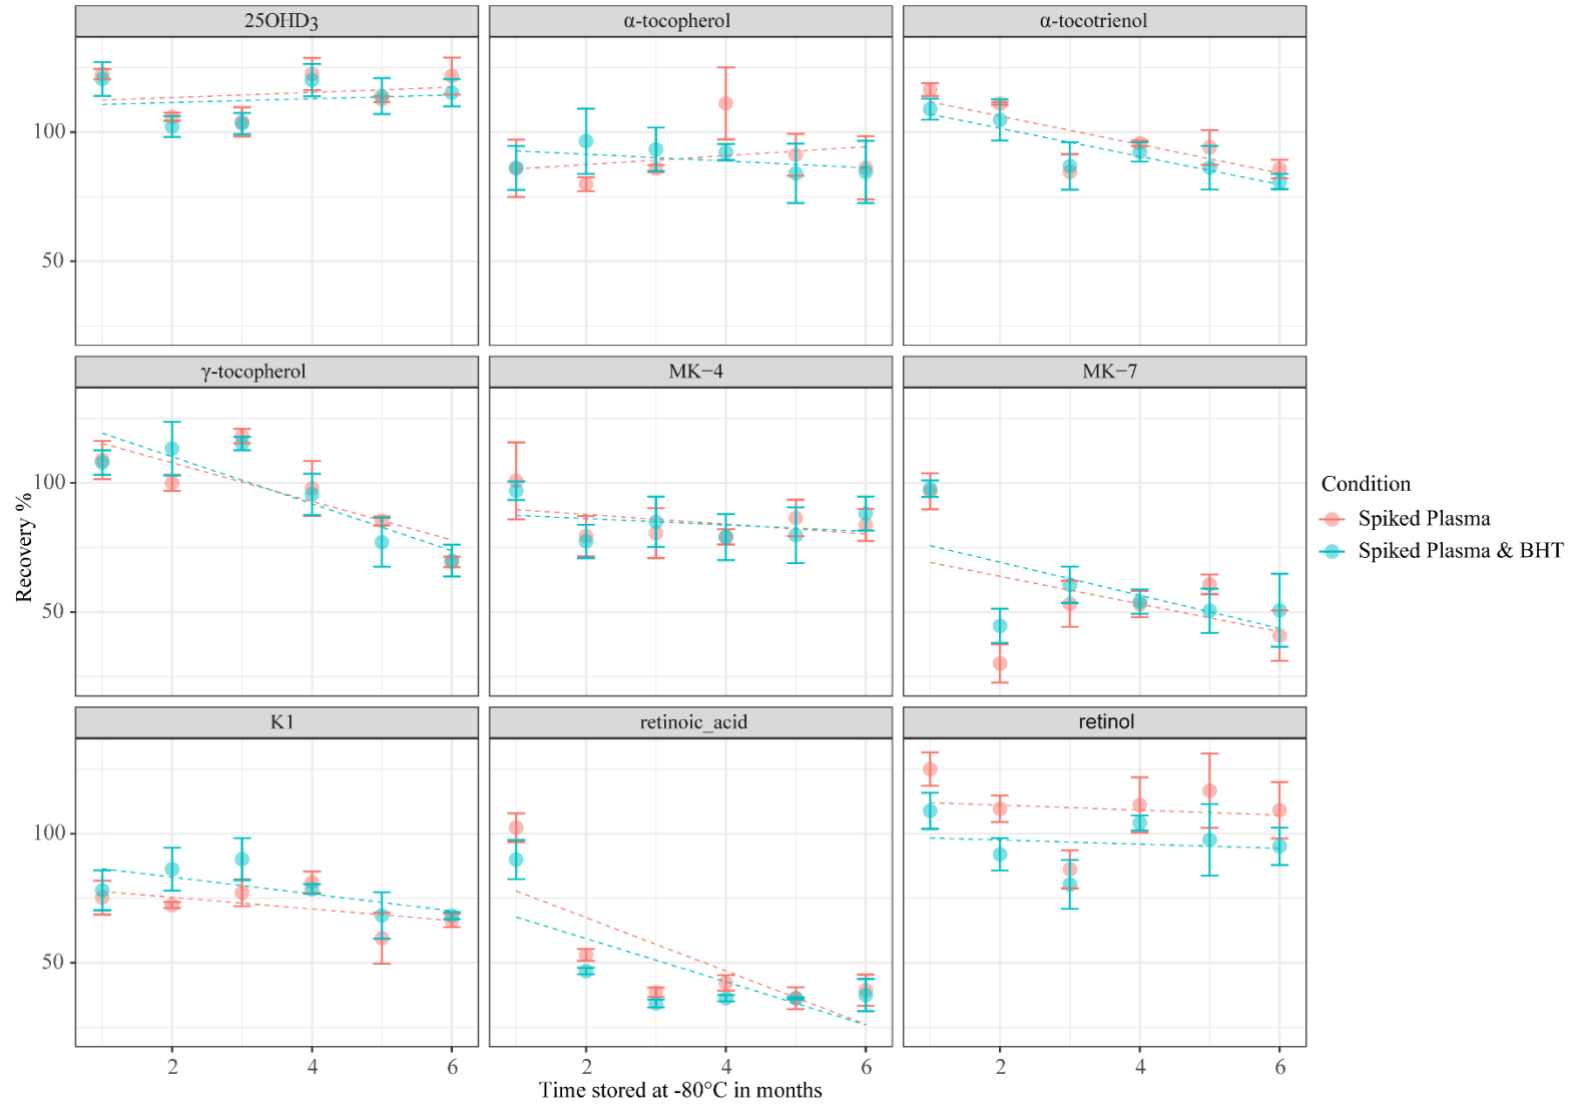 25OHD3
α-tocopherol
α-tocotrienol
100
50
γ-tocopherol
MK−4
MK−7
100
50
Recovery %
Condition
Spiked Plasma
Spiked Plasma & BHT
K1
retinoic_acid
retinol
100
50
2 4 6 2 4 6 2 4 6
Time stored at -80°C in months